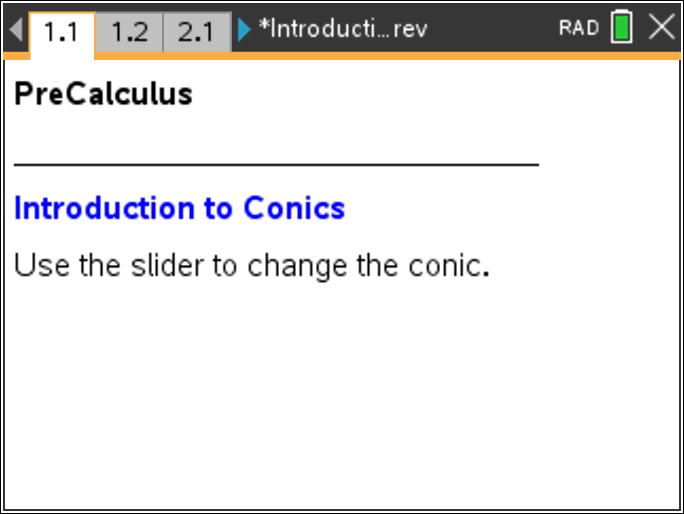 1.1 1.2 2.1 *Introducti...rev RAD
PreCalculus
Introduction to Conics
Use the slider to change the conic.